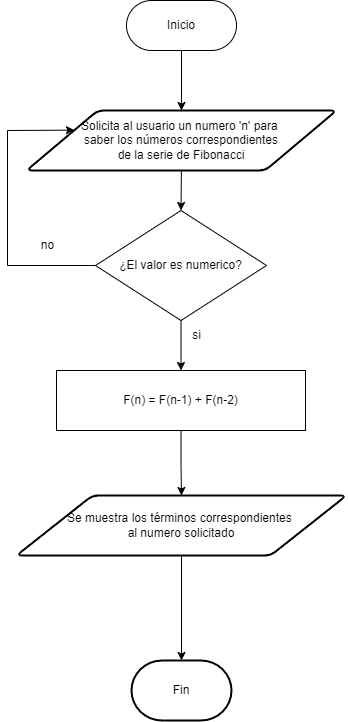 Inicio
Solicita al usuario un numero 'n' para
saber los números correspondientes
de la serie de Fibonacci
no
¿El valor es numerico?
si
F(n) = F(n-1) + F(n-2)
Se muestra los términos correspondientes
al numero solicitado
Fin